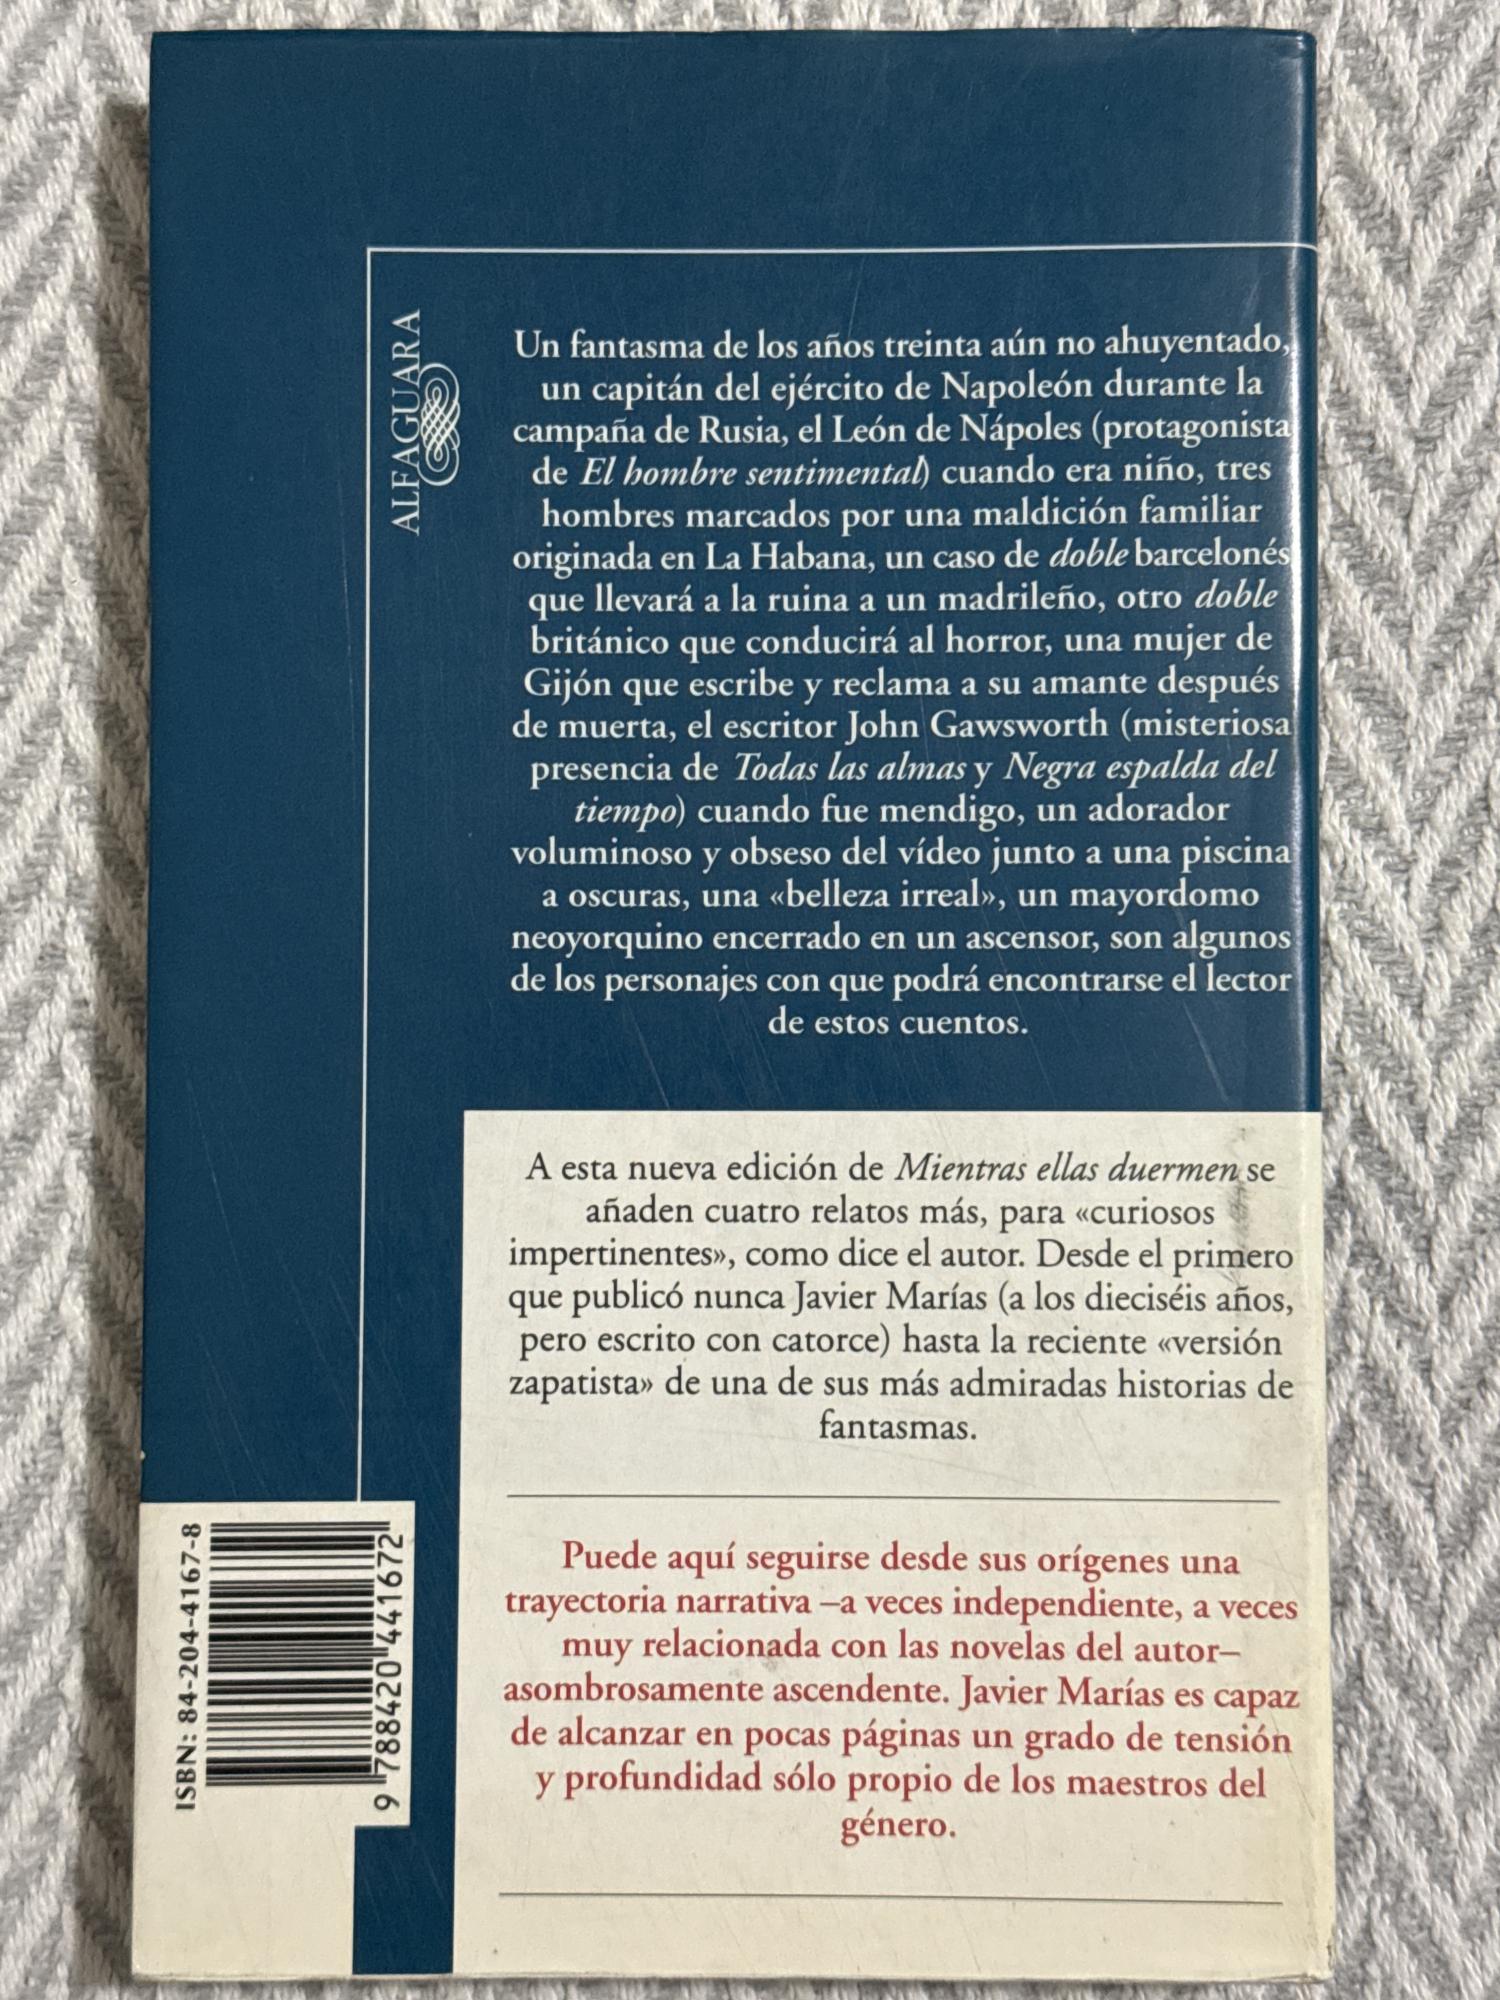 ALFAGUARA
Un fantasma de los años treinta aún no ahuyentado,
un capitán del ejército de Napoleón durante la
campaña de Rusia, el León de Nápoles (protagonista
de El hombre sentimental) cuando era niño, tres
hombres marcados por una maldición familiar
originada en La Habana, un caso de doble barcelonés
que llevará a la ruina a un madrileño, otro doble
británico que conducirá al horror, una mujer de
Gijón que escribe y reclama a su amante después
de muerta, el escritor John Gawsworth (misteriosa
presencia de Todas las almas y Negra espalda del
tiempo) cuando fue mendigo, un adorador
voluminoso y obseso del vídeo junto a una piscina
a oscuras, una «belleza irreal», un mayordomo
neoyorquino encerrado en un ascensor, son algunos
de los personajes con que podrá encontrarse el lector
de estos cuentos.
A esta nueva edición de Mientras ellas duermen se
añaden cuatro relatos más, para «curiosos
impertinentes», como dice el autor. Desde el primero
que publicó nunca Javier Marías (a los dieciséis años,
pero escrito con catorce) hasta la reciente «versión
zapatista» de una de sus más admiradas historias de
fantasmas.
Puede aquí seguirse desde sus orígenes una
trayectoria narrativa –a veces independiente, a veces
muy relacionada con las novelas del autor–
asombrosamente ascendente. Javier Marías es capaz
de alcanzar en pocas páginas un grado de tensión
y profundidad sólo propio de los maestros del
género.
ISBN: 84-204-4167-8
9 788420 441672